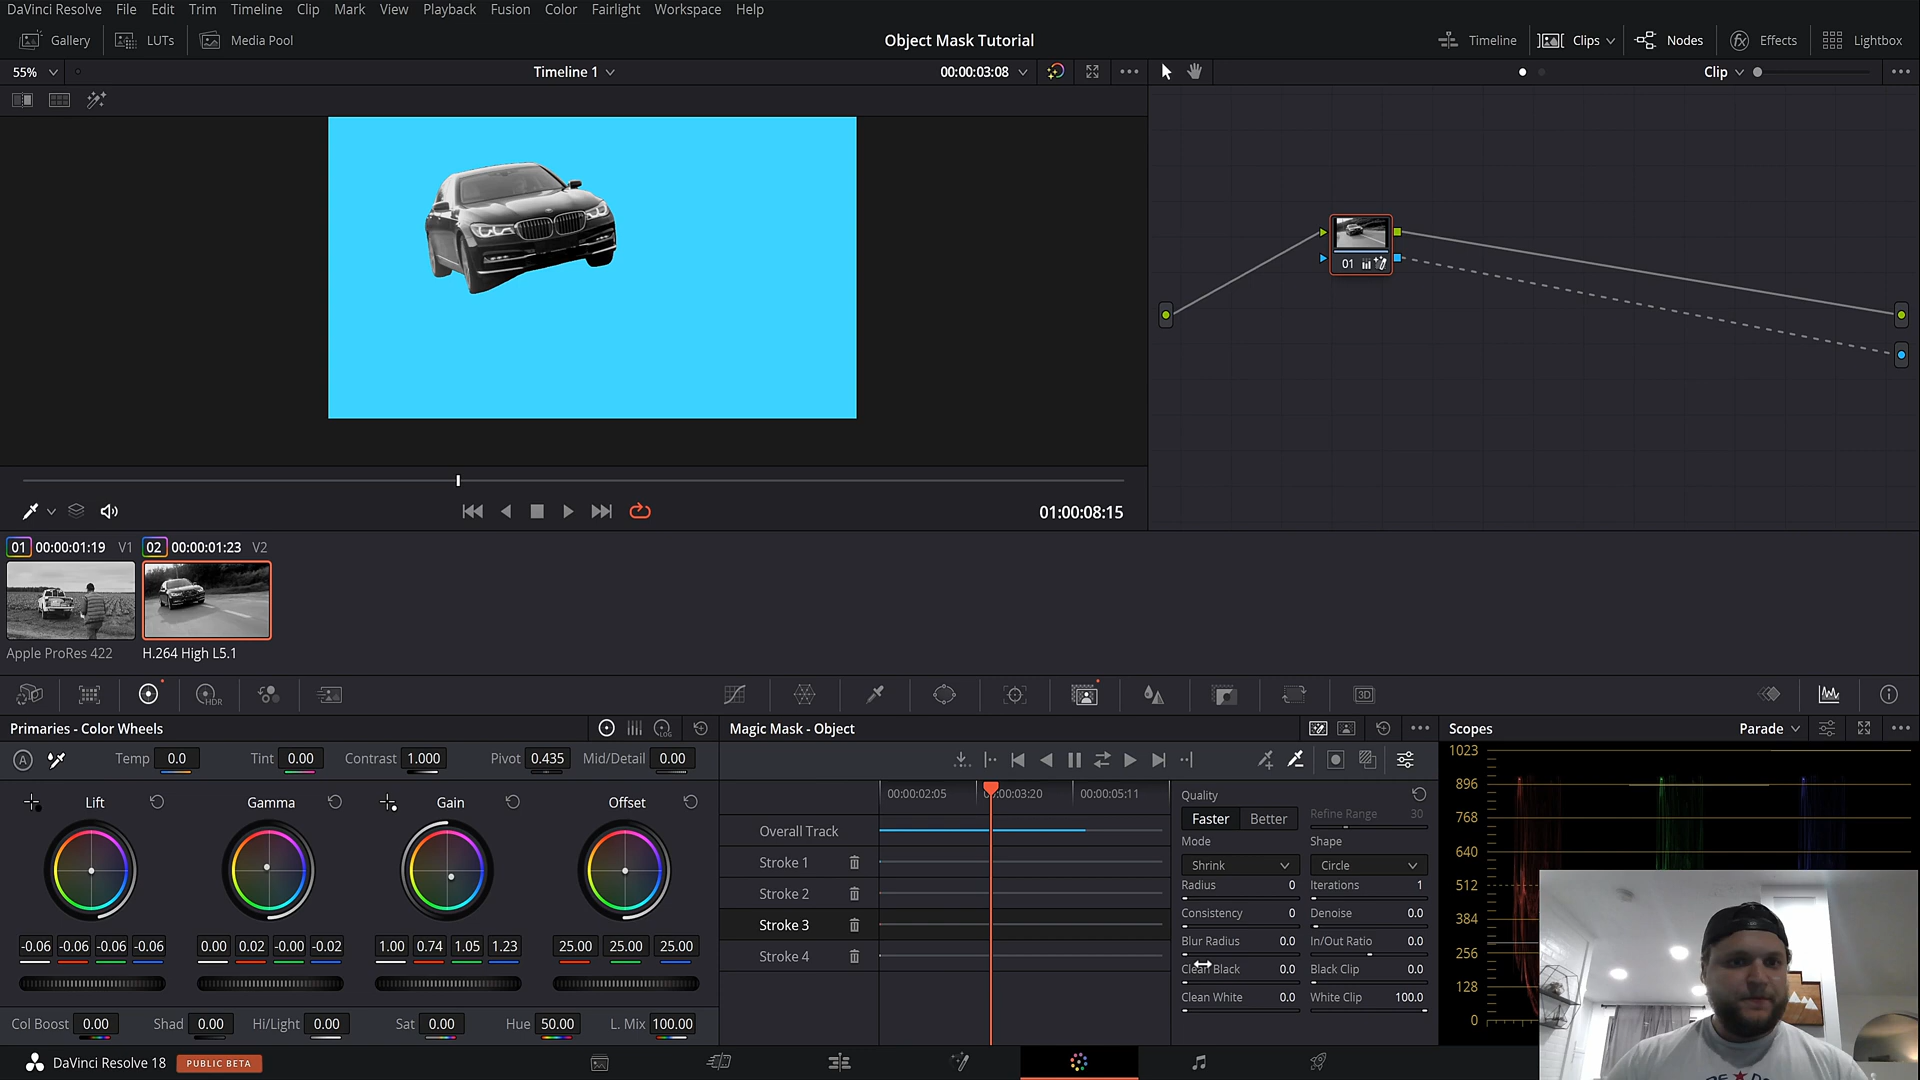 DaVinci Resolve File Edit Trim Timeline Clip Mark View Playback Fusion Color Fairlight Workspace Help
Gallery LUTs Media Pool Object Mask Tutorial Timeline Clips Nodes Effects Lightbox
55% Timeline 1 00:00:03:08 Clip
01
01:00:08:15
01 00:00:01:19 V1 02 00:00:01:23 V2
Apple ProRes 422 H.264 High L5.1
HDR 3D
Primaries - Color Wheels LOG Magic Mask - Object Scopes Parade
A Temp 0.0 Tint 0.00 Contrast 1.000 Pivot 0.435 Mid/Detail 0.00
Lift Gamma Gain Offset
-0.06 -0.06 -0.06 -0.06 0.00 0.02 -0.00 -0.02 1.00 0.74 1.05 1.23 25.00 25.00 25.00
Col Boost 0.00 Shad 0.00 Hi/Light 0.00 Sat 0.00 Hue 50.00 L. Mix 100.00
00:00:02:05 00:00:03:20 00:00:05:11
Overall Track
Stroke 1
Stroke 2
Stroke 3
Stroke 4
Quality
Faster Better Refine Range 30
Mode Shape
Shrink Circle
Radius 0 Iterations 1
Consistency 0 Denoise 0.0
Blur Radius 0.0 In/Out Ratio 0.0
Clean Black 0.0 Black Clip 0.0
Clean White 0.0 White Clip 100.0
1023
896
768
640
512
384
256
128
0
DaVinci Resolve 18 PUBLIC BETA